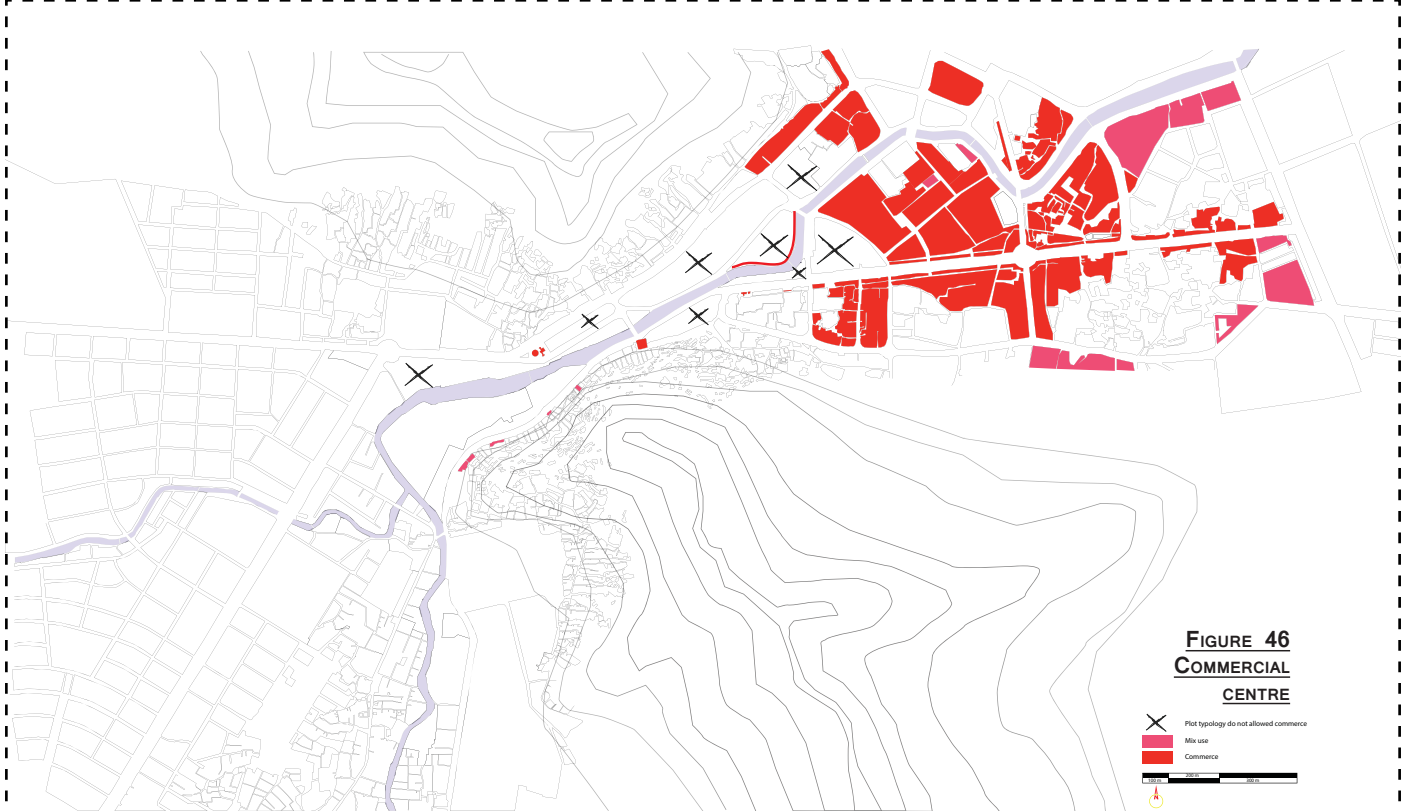 FIGURE 46
COMMERCIAL
CENTRE
Plot typology do not allowed commerce
Mix use
Commerce
100 m 200 m 300 m
N